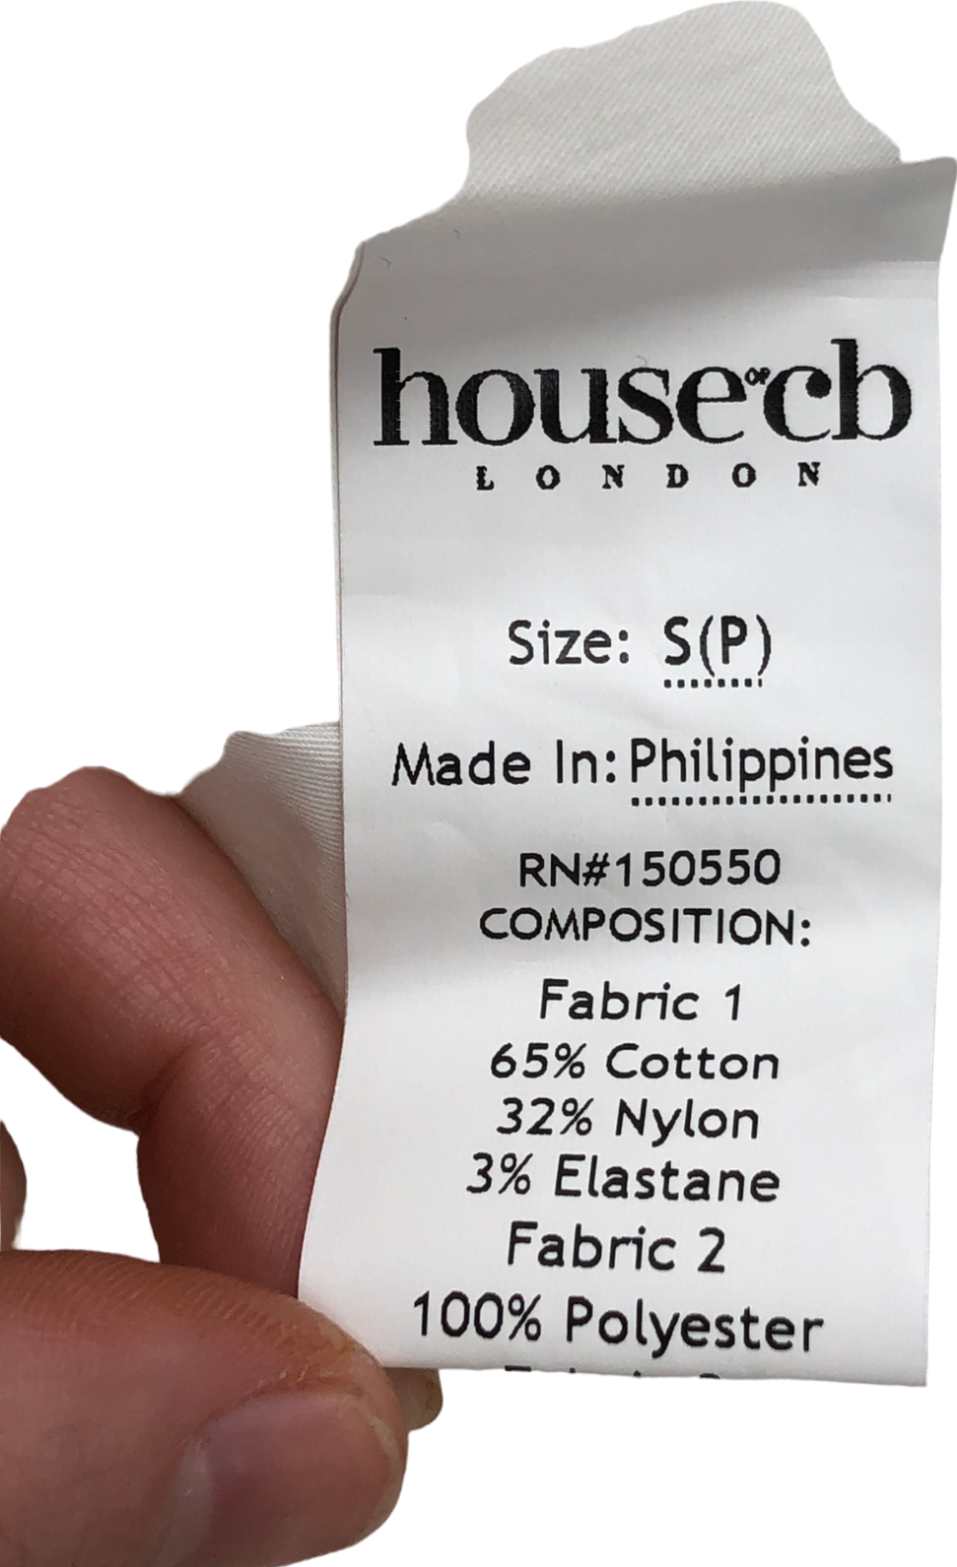 house OF cb
LONDON
Size: S(P)
Made In: Philippines
RN#150550
COMPOSITION:
Fabric 1
65% Cotton
32% Nylon
3% Elastane
Fabric 2
100% Polyester